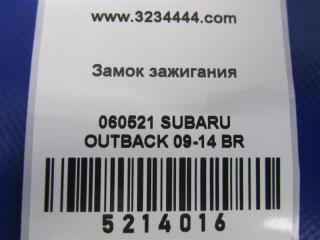 www.3234444.com
Замок зажигания
060521 SUBARU
OUTBACK 09-14 BR
5214016